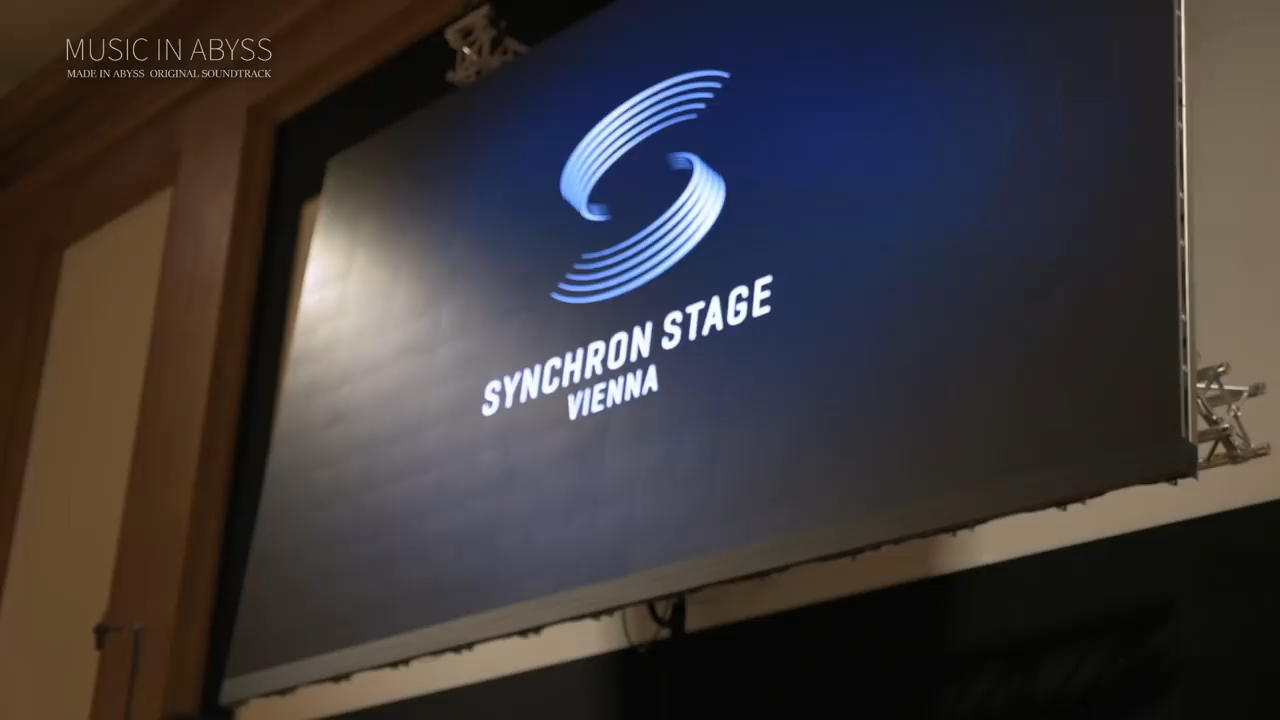 MUSIC IN ABYSS
MADE IN ABYSS ORIGINAL SOUNDTRACK
SYNCHRON STAGE
VIENNA